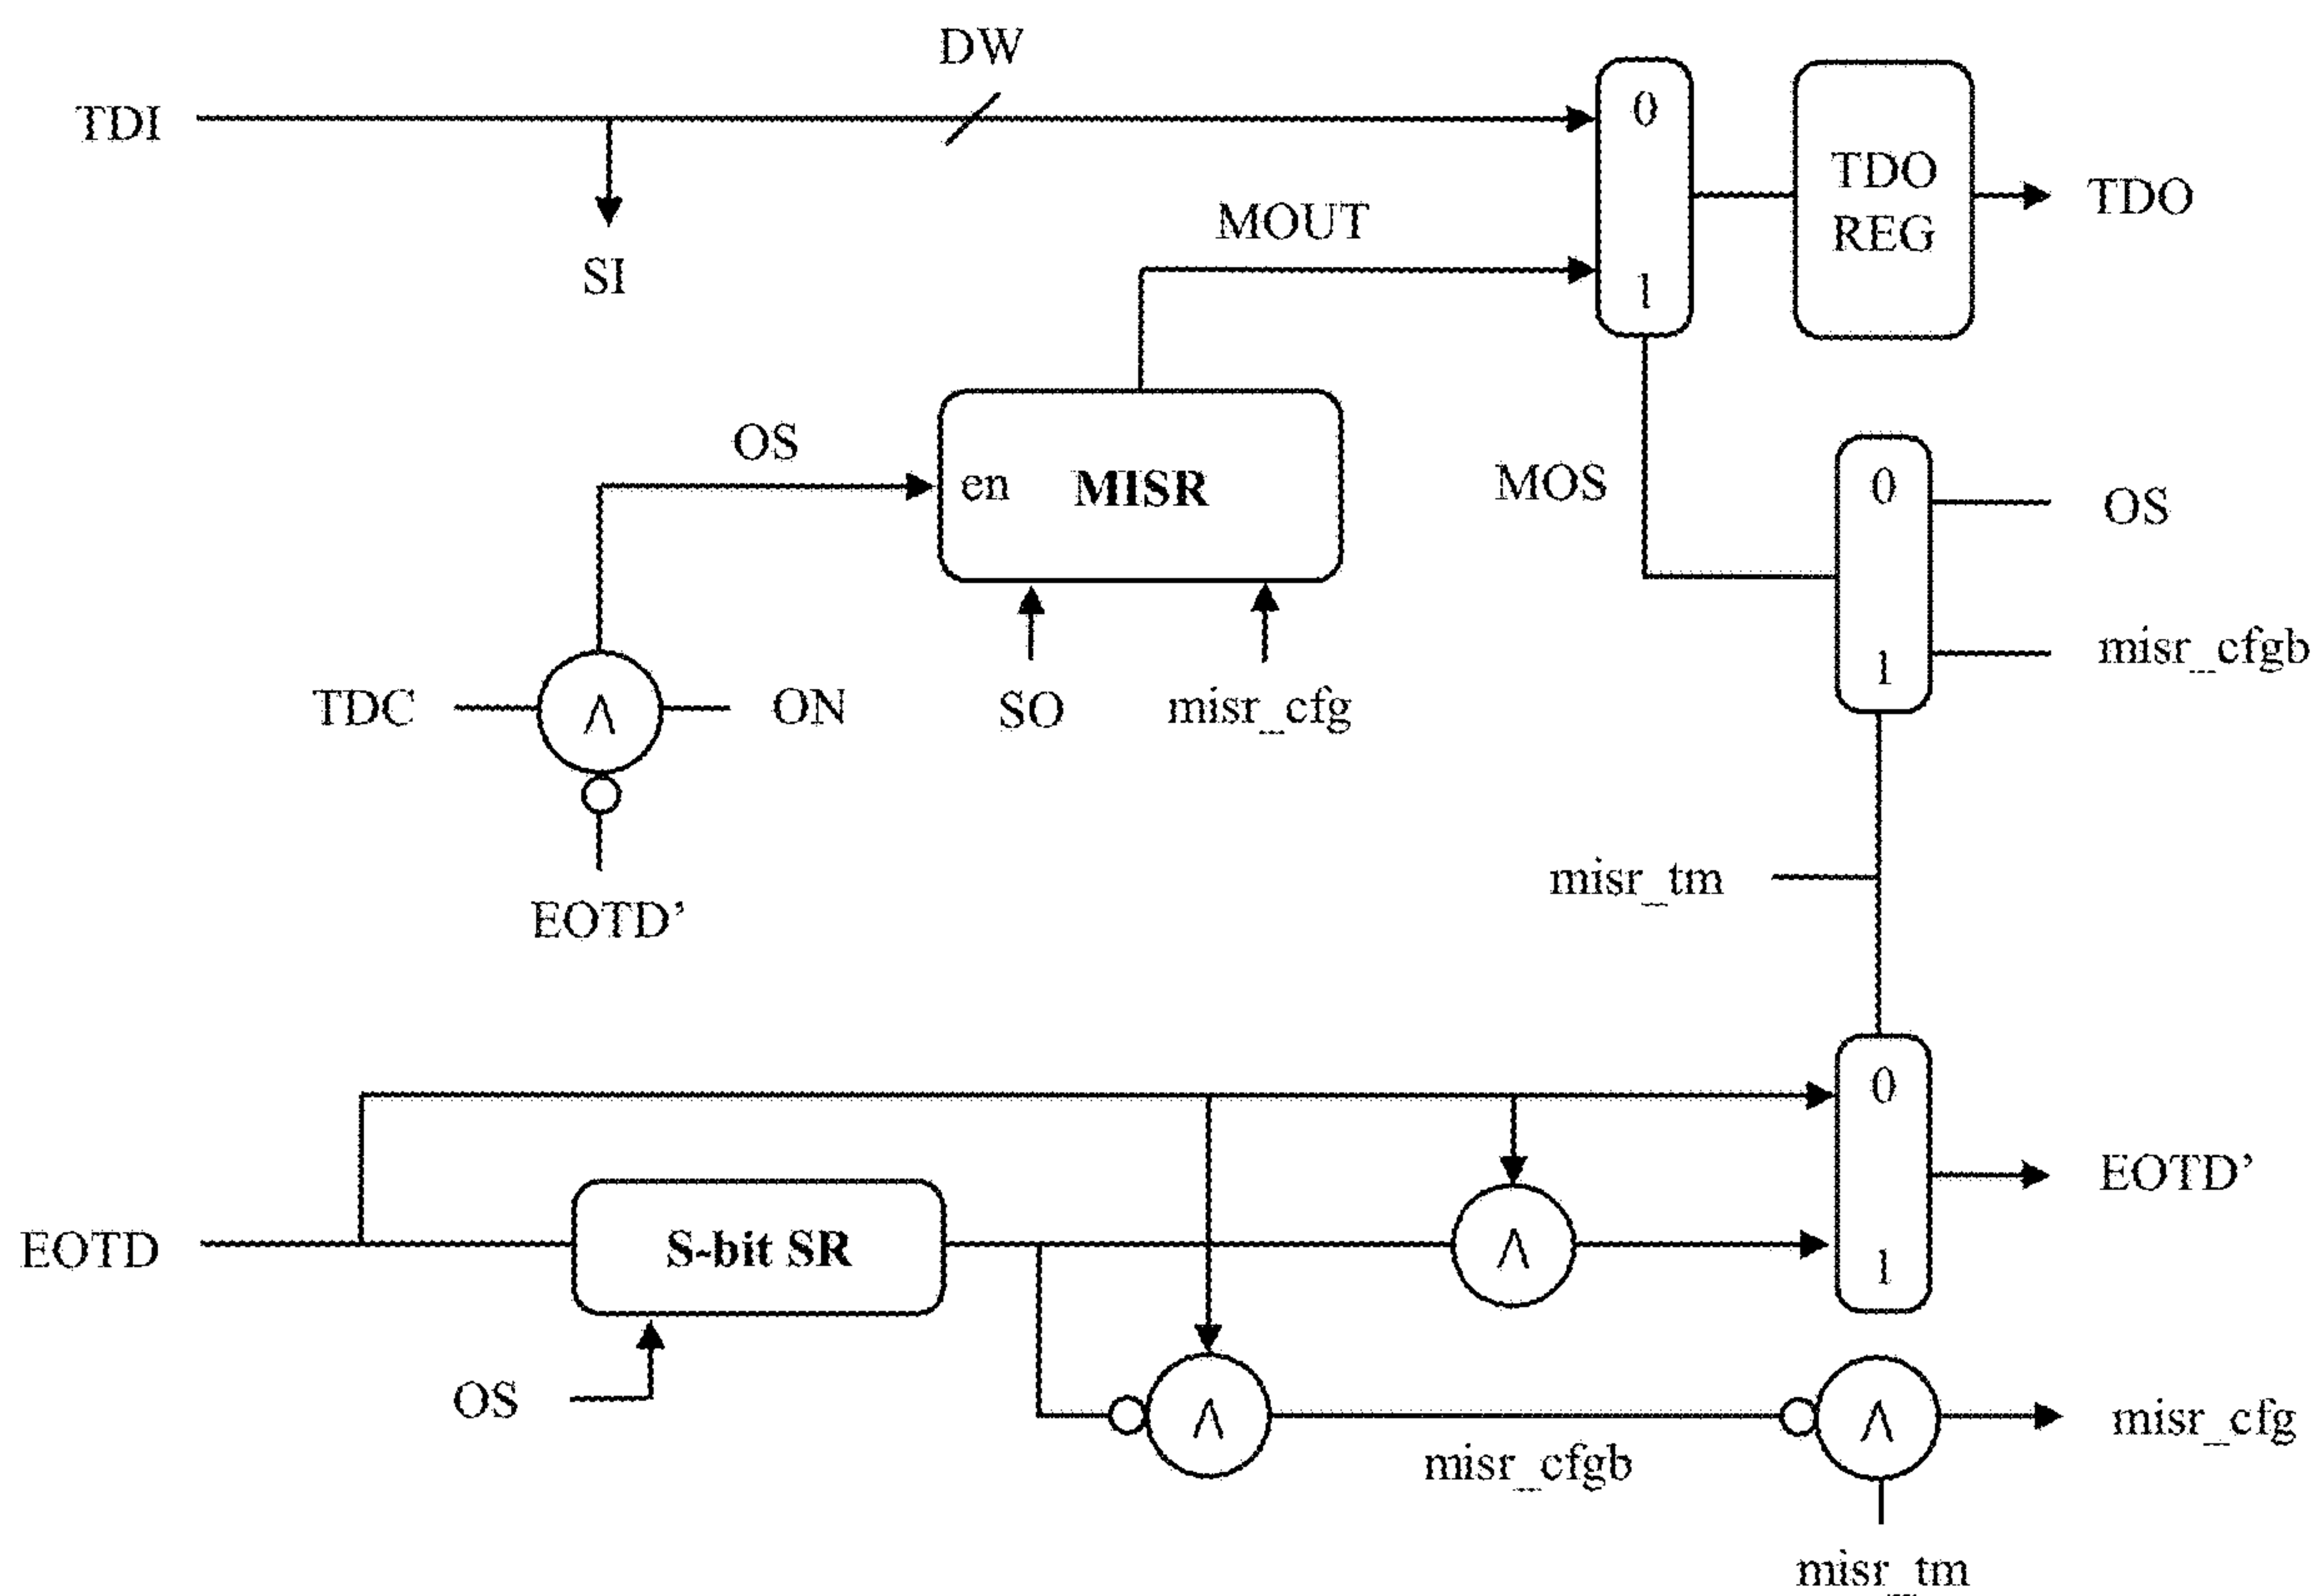 DW
TDI
0
TDO
REG
TDO
SI
MOUT
1
OS
en
MISR
MOS
0
OS
misr_cfgb
1
TDC
Λ
ON
SO
misr_cfg
misr_tm
EOTD’
0
EOTD’
EOTD
S-bit SR
Λ
1
OS
Λ
misr_cfgb
Λ
misr_cfg
misr_tm